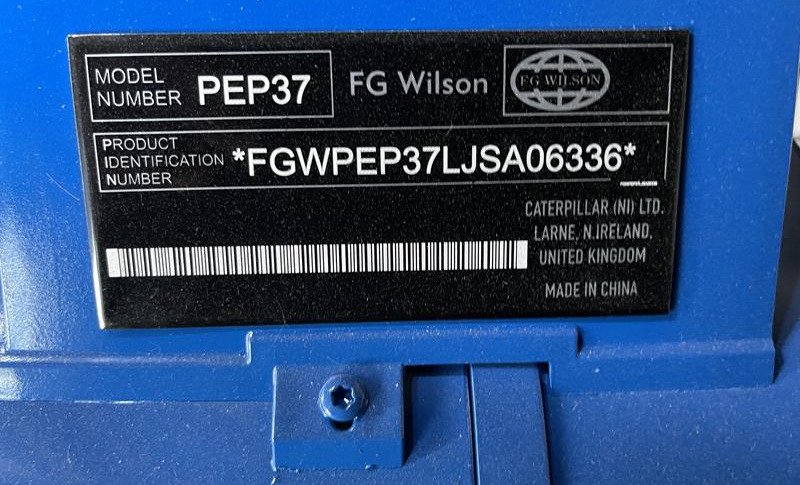 MODEL
NUMBER PEP37
FG Wilson
FG WILSON
PRODUCT
IDENTIFICATION
NUMBER
*FGWPEP37LJSA06336*
CATERPILLAR (NI) LTD.
LARNE, N.IRELAND,
UNITED KINGDOM
MADE IN CHINA